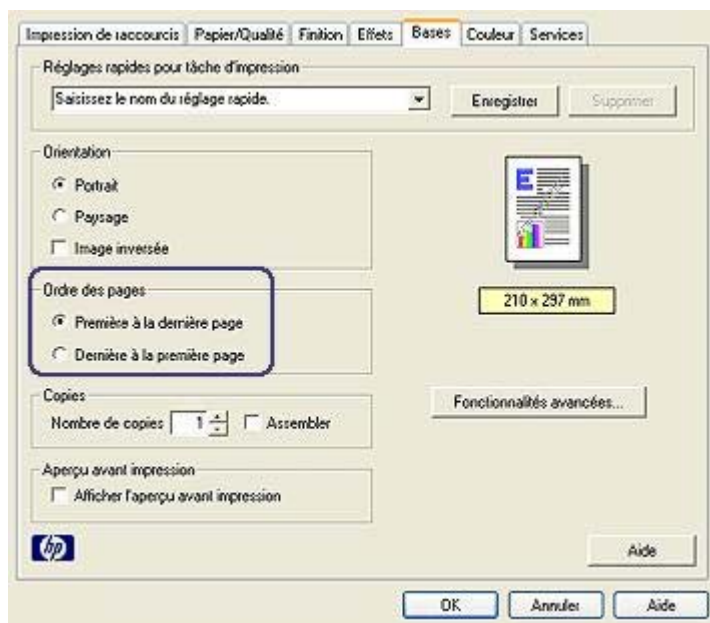 Impression de raccourcis Papier/Qualité Finition Effets Bases Couleur Services
Réglages rapides pour tâche d'impression
Saisissez le nom du réglage rapide.
Enregistrer
Supprimer
Orientation
Portrait
Paysage
Image inversée
E
210 x 297 mm
Ordre des pages
Première à la dernière page
Dernière à la première page
Copies
Nombre de copies 1 Assembler
Fonctionnalités avancées...
Aperçu avant impression
Afficher l'aperçu avant impression
hp
Aide
OK Annuler Aide